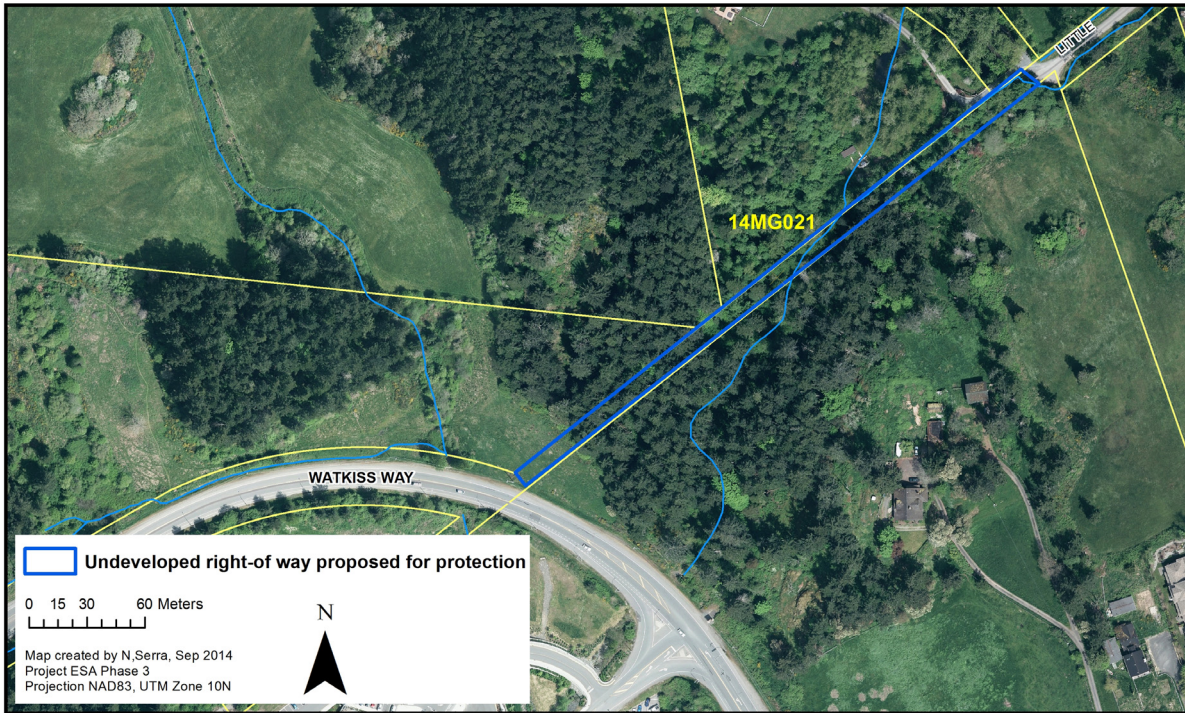 LITTLE
14MG021
WATKISS WAY
Undeveloped right-of way proposed for protection
0 15 30 60 Meters
N
Map created by N,Serra, Sep 2014
Project ESA Phase 3
Projection NAD83, UTM Zone 10N